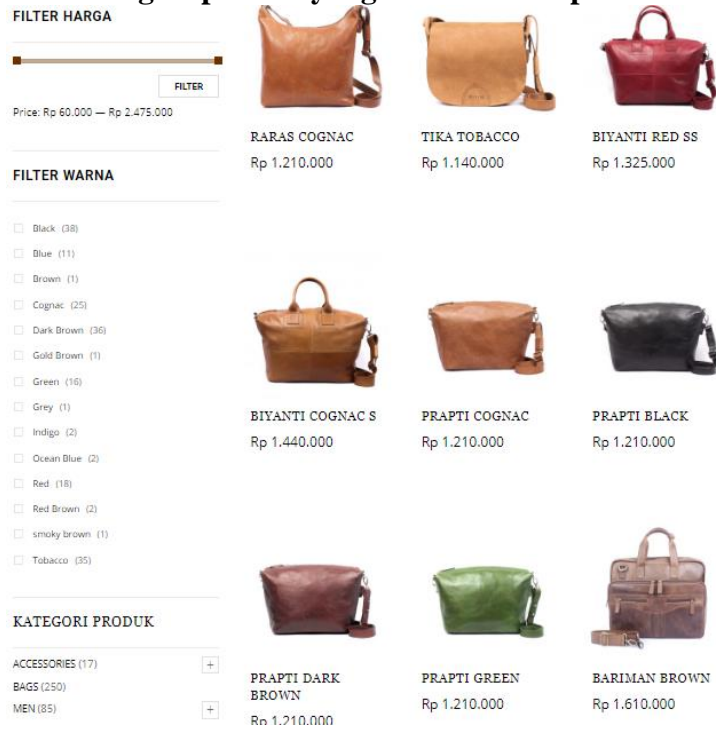 FILTER HARGA
FILTER
Price: Rp 60.000 — Rp 2.475.000
FILTER WARNA
Black (38)
Blue (11)
Brown (1)
Cognac (25)
Dark Brown (36)
Gold Brown (1)
Green (16)
Grey (1)
Indigo (2)
Ocean Blue (2)
Red (18)
Red Brown (2)
smoky brown (1)
Tobacco (35)
KATEGORI PRODUK
ACCESSORIES (17)
BAGS (250)
MEN (85)
RARAS COGNAC
Rp 1.210.000
TIKA TOBACCO
Rp 1.140.000
BIYANTI RED SS
Rp 1.325.000
BIYANTI COGNAC S
Rp 1.440.000
PRAPTI COGNAC
Rp 1.210.000
PRAPTI BLACK
Rp 1.210.000
PRAPTI DARK
BROWN
Rp 1.210.000
PRAPTI GREEN
Rp 1.210.000
BARIMAN BROWN
Rp 1.610.000